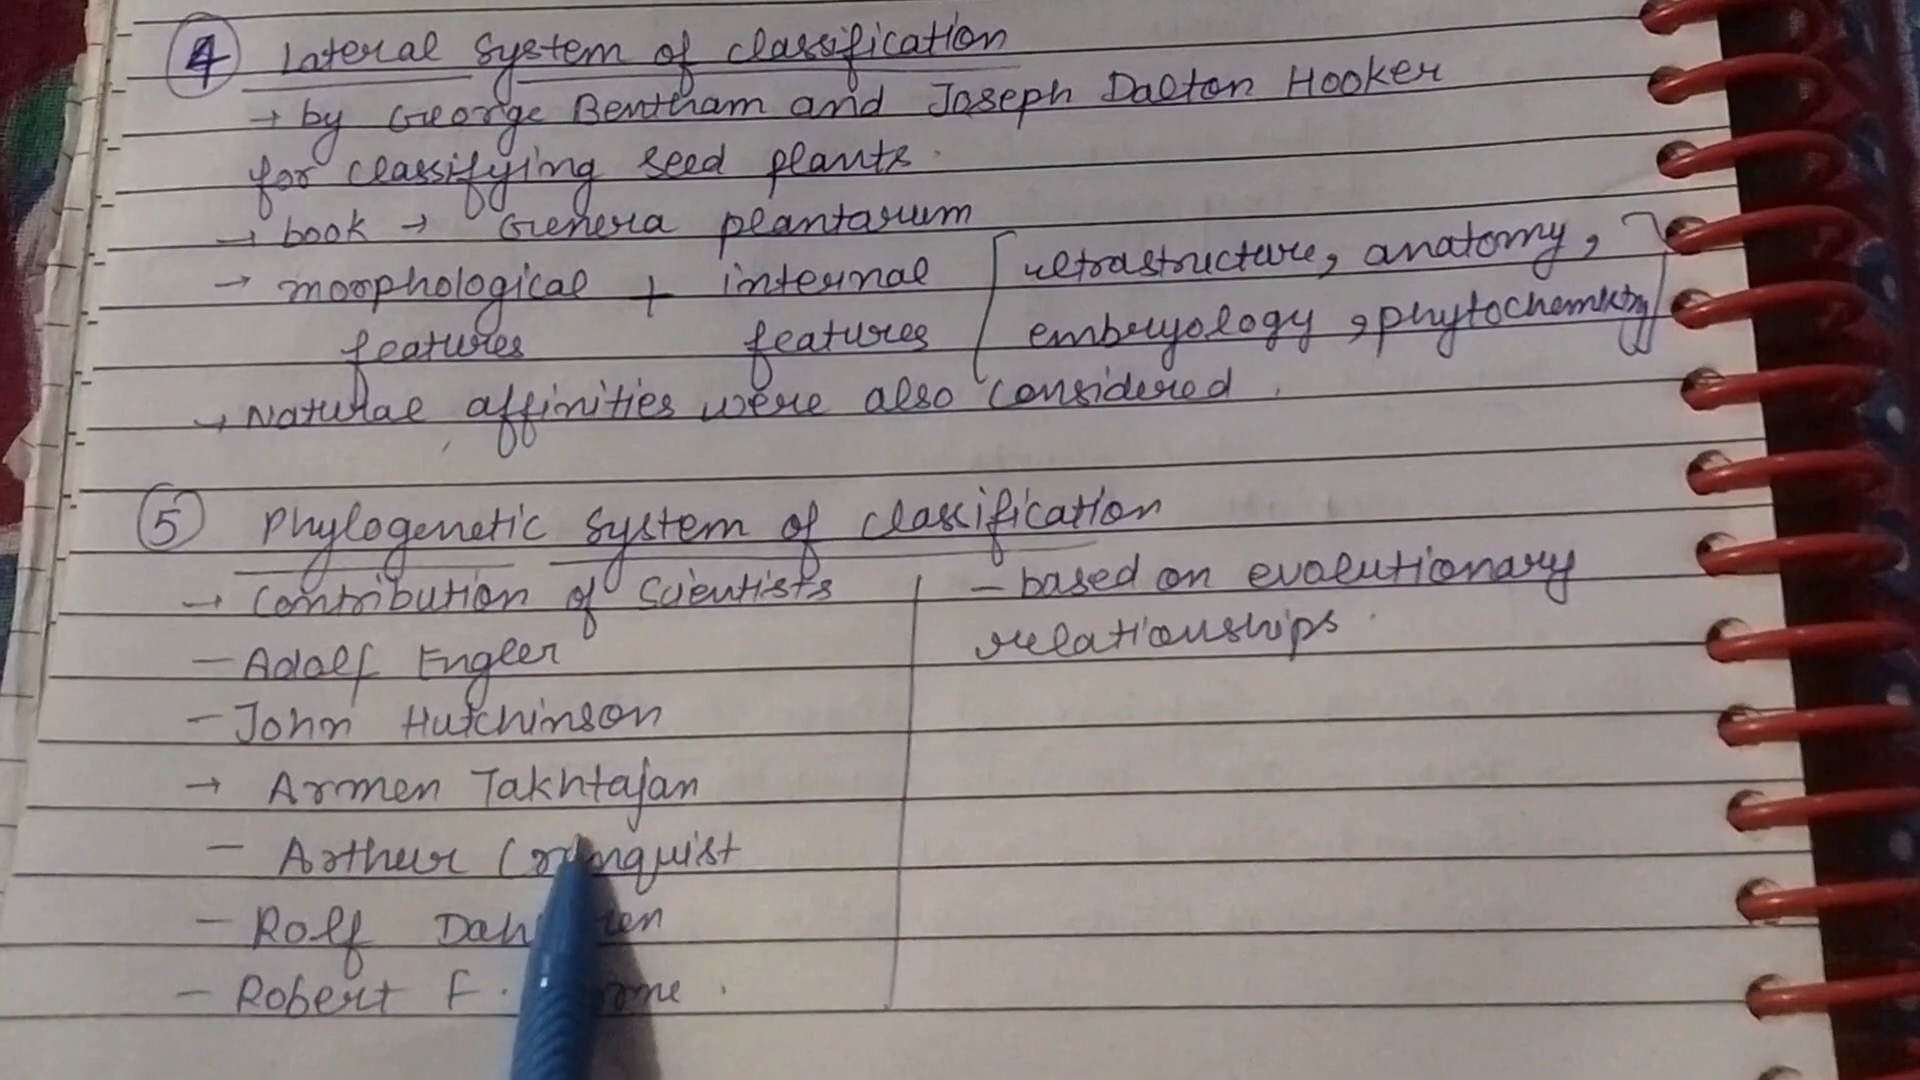 4 Lateral System of classification
→ by George Bentham and Joseph Dalton Hooker
for classifying seed plants.
→ book → Genera plantarum
→ morphological + internal [ultrastructure, anatomy,
features features embryology, phytochemistry]
→ Natural affinities were also considered.
5 Phylogenetic System of classification
→ Contribution of Scientists
- Adolf Engler
- John Hutchinson
→ Armen Takhtajan
- Arthur
- Rolf
- Robert F.
- based on evolutionary
relationships.